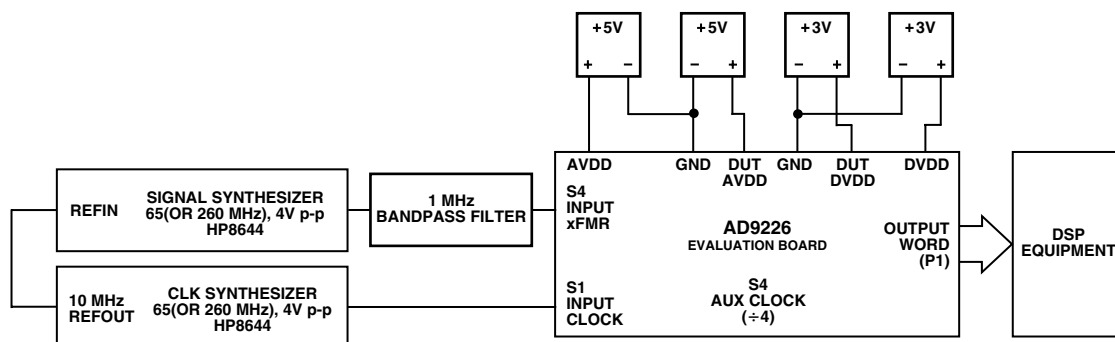 +5V
+ –
+5V
– +
+3V
– +
+3V
– +
AVDD
GND
DUT
AVDD
GND
DUT
DVDD
DVDD
REFIN
SIGNAL SYNTHESIZER
65(OR 260 MHz), 4V p-p
HP8644
1 MHz
BANDPASS FILTER
S4
INPUT
xFMR
AD9226
EVALUATION BOARD
OUTPUT
WORD
(P1)
DSP
EQUIPMENT
10 MHz
REFOUT
CLK SYNTHESIZER
65(OR 260 MHz), 4V p-p
HP8644
S1
INPUT
CLOCK
S4
AUX CLOCK
(÷4)